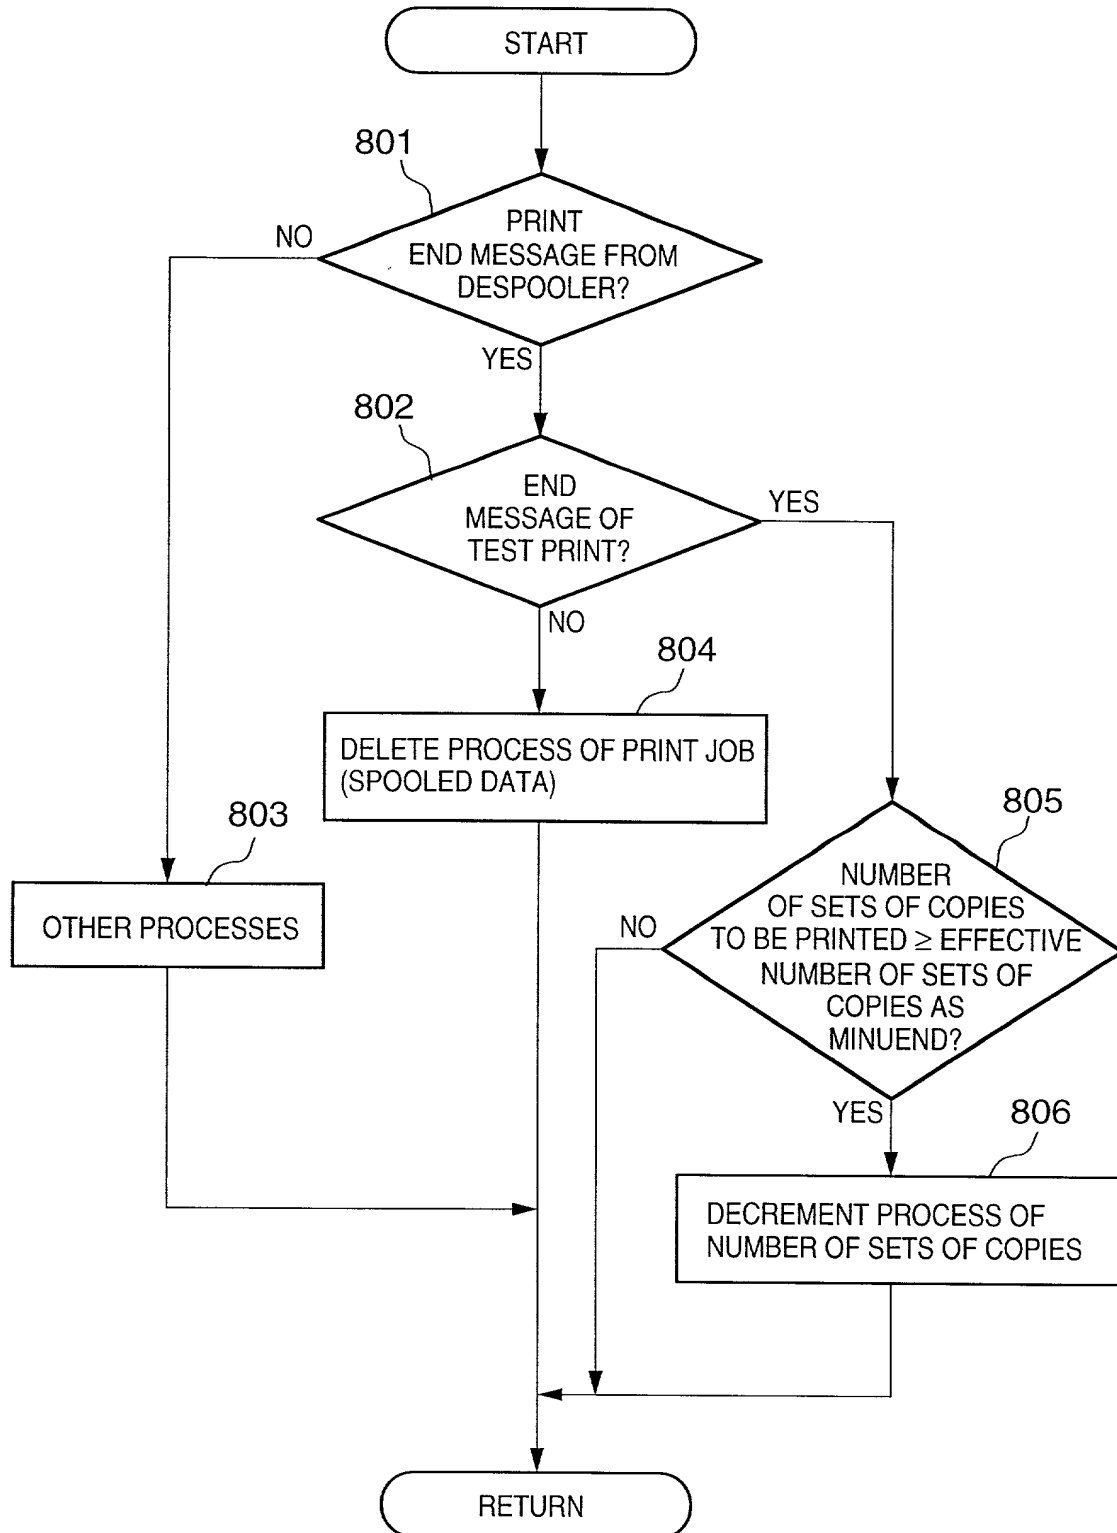 START
801
PRINT
END MESSAGE FROM
DESPOOLER?
NO
YES
802
END
MESSAGE OF
TEST PRINT?
YES
NO
804
DELETE PROCESS OF PRINT JOB
(SPOOLED DATA)
803
OTHER PROCESSES
805
NUMBER
OF SETS OF COPIES
TO BE PRINTED ≥ EFFECTIVE
NUMBER OF SETS OF
COPIES AS
MINUEND?
NO
YES
806
DECREMENT PROCESS OF
NUMBER OF SETS OF COPIES
RETURN